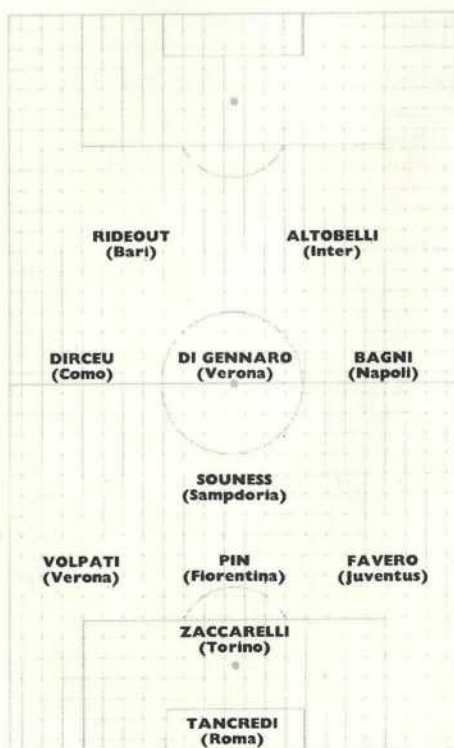 RIDEOUT ALTOBELLI
(Bari) (Inter)
DIRCEU DI GENNARO BAGNI
(Como) (Verona) (Napoli)
SOUNESS
(Sampdoria)
VOLPATI PIN FAVERO
(Verona) (Fiorentina) (Juventus)
ZACCARELLI
(Torino)
TANCREDI
(Roma)